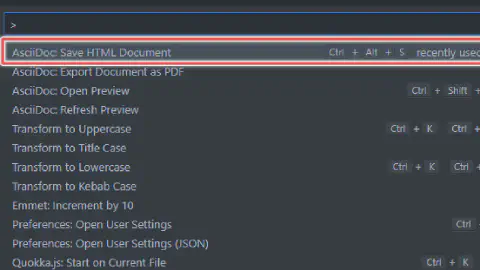 >
AsciiDoc: Save HTML Document Ctrl + Alt + S recently used
AsciiDoc: Export Document as PDF
AsciiDoc: Open Preview Ctrl + Shift +
AsciiDoc: Refresh Preview
Transform to Uppercase Ctrl + K Ctrl +
Transform to Title Case
Transform to Lowercase Ctrl + K Ctrl +
Transform to Kebab Case
Emmet: Increment by 10
Preferences: Open User Settings Ctrl
Preferences: Open User Settings (JSON)
Quokka.js: Start on Current File Ctrl + K